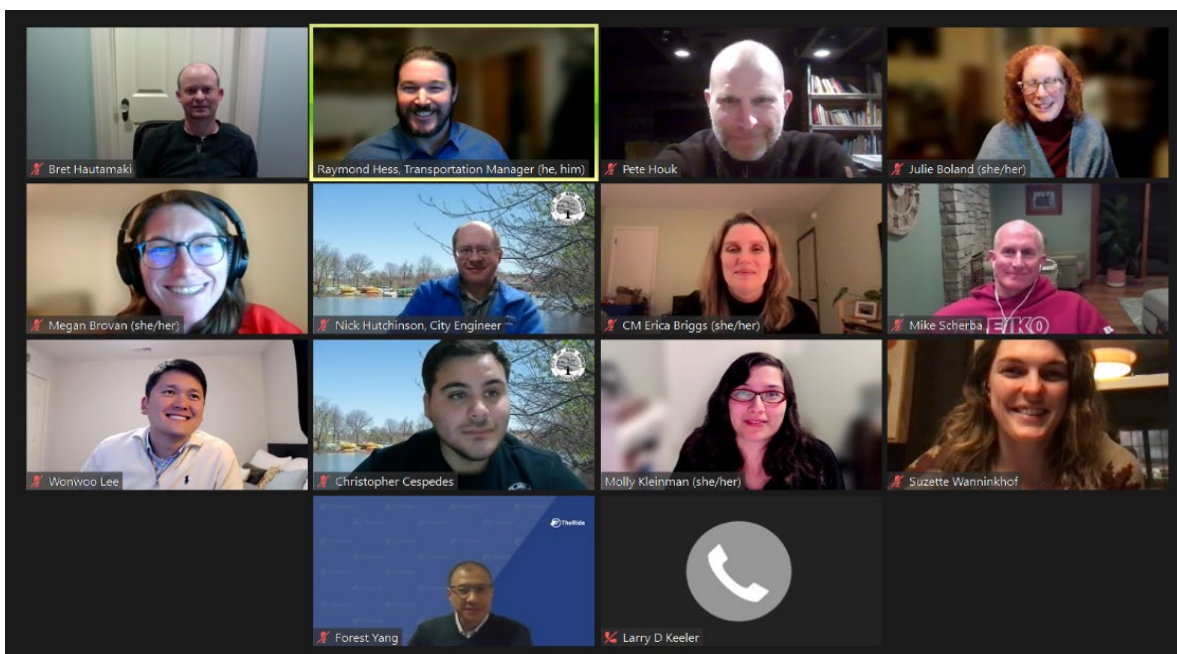 Bret Hautamaki
Raymond Hess, Transportation Manager (he, him)
Pete Houk
Julie Boland (she/her)
Megan Brovan (she/her)
Nick Hutchinson, City Engineer
CM Erica Briggs (she/her)
Mike Scherba
Wonwoo Lee
Christopher Cespedes
Molly Kleinman (she/her)
Suzette Wanninkhof
TheRide
Forest Yang
Larry D Keeler